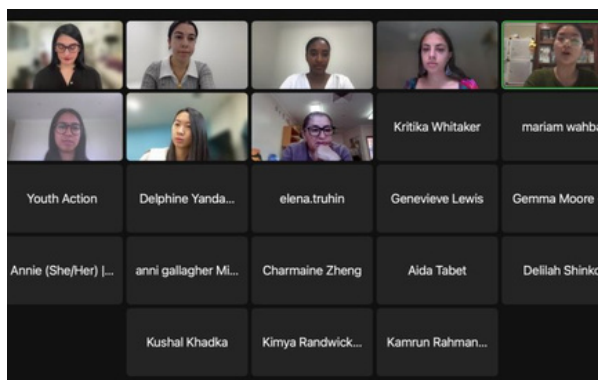 Kritika Whitaker
mariam wahba
Youth Action
Delphine Yanda...
elena.truhin
Genevieve Lewis
Gemma Moore
Annie (She/Her) |...
anni gallagher Mi...
Charmaine Zheng
Aida Tabet
Delilah Shinko
Kushal Khadka
Kimya Randwick...
Kamrun Rahman...